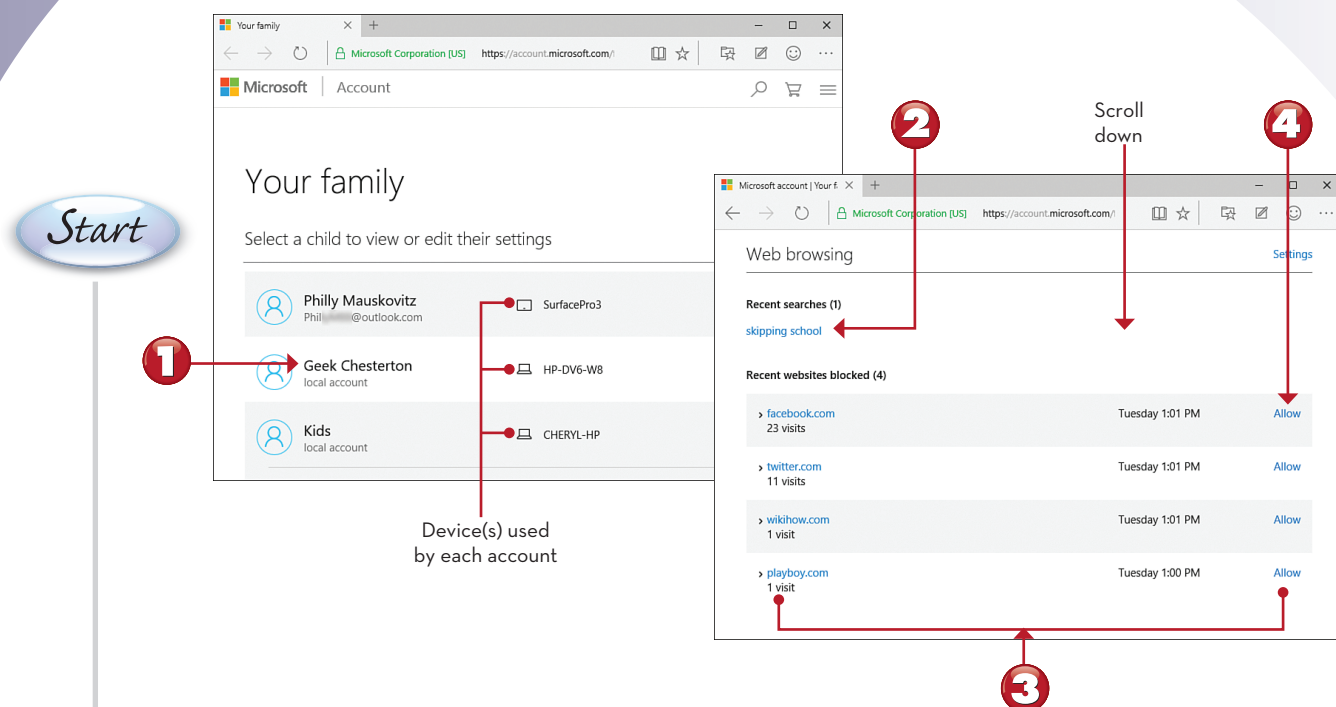 Start
Your family
Microsoft Corporation [US] https://account.microsoft.com/
Microsoft Account
Your family
Select a child to view or edit their settings
Philly Mauskovitz
@outlook.com
SurfacePro3
1
Geek Chesterton
local account
HP-DV6-W8
Kids
local account
CHERYL-HP
Device(s) used
by each account
2
Scroll
down
4
Microsoft account | Your
Microsoft Corporation [US] https://account.microsoft.com/
Web browsing
Settings
Recent searches (1)
skipping school
Recent websites blocked (4)
facebook.com Tuesday 1:01 PM Allow
23 visits
twitter.com Tuesday 1:01 PM Allow
11 visits
wikihow.com Tuesday 1:01 PM Allow
1 visit
playboy.com Tuesday 1:00 PM Allow
1 visit
3